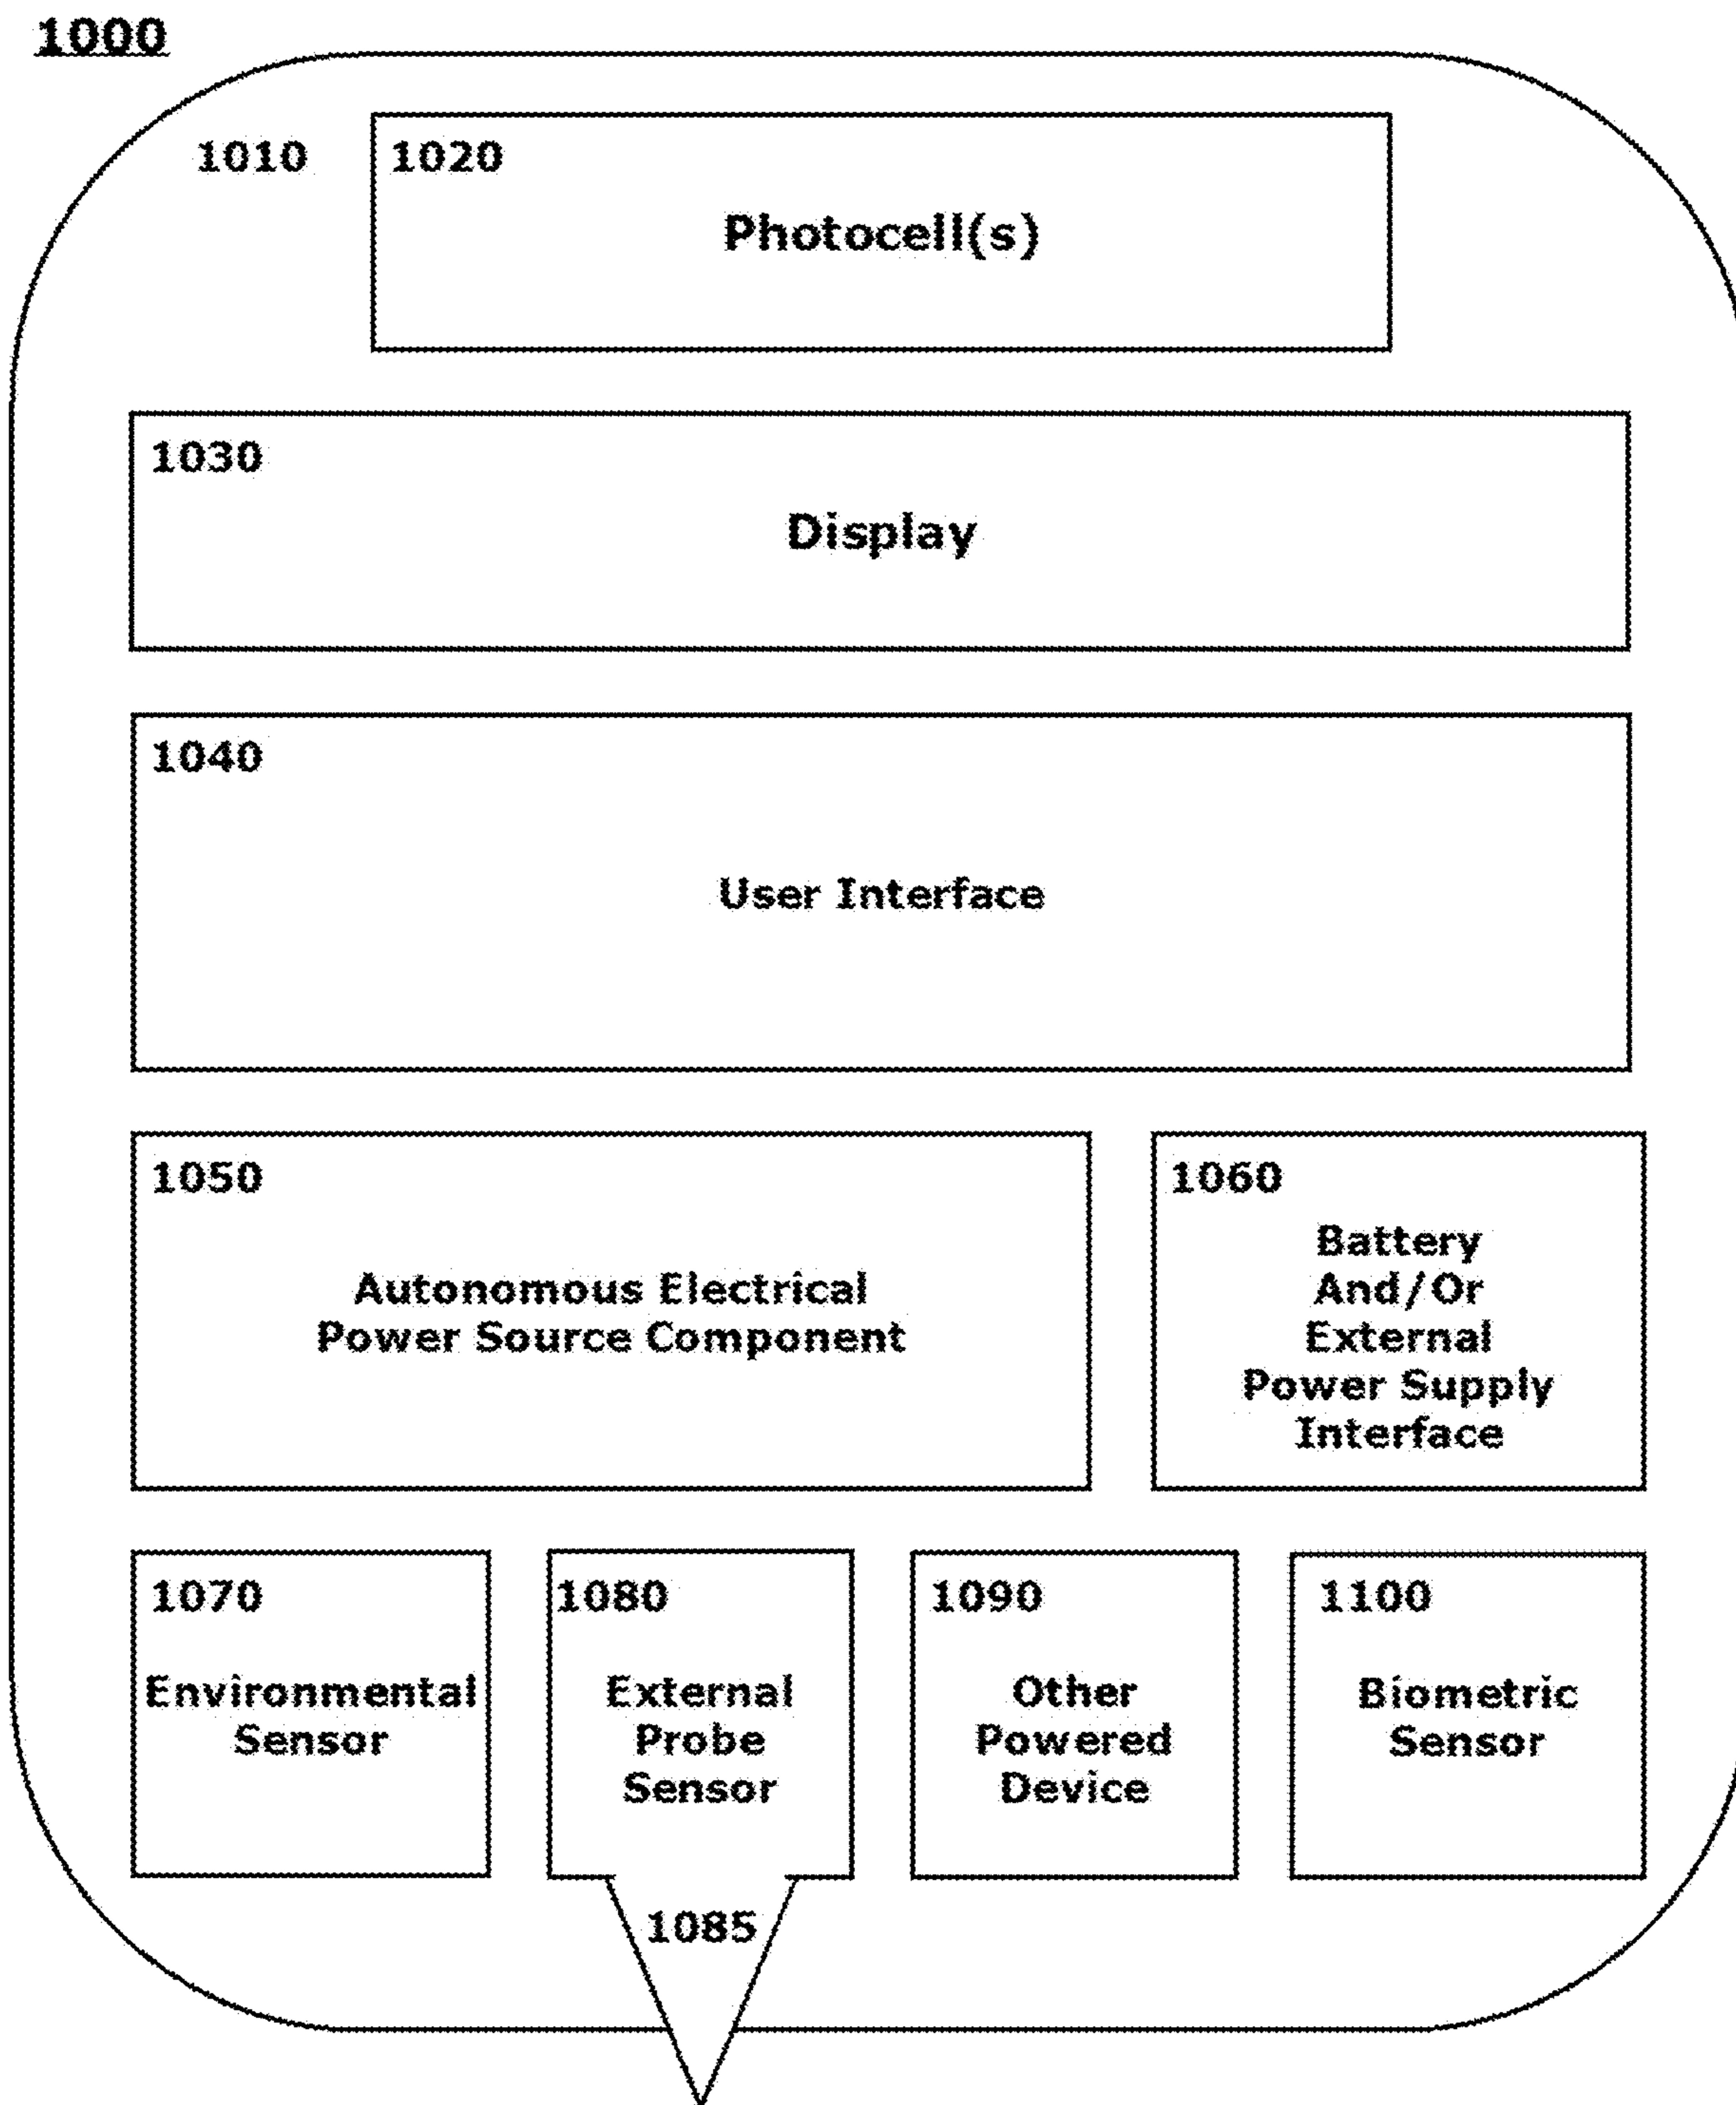 1000
1010
1020
Photocell(s)
1030
Display
1040
User Interface
1050
Autonomous Electrical
Power Source Component
1060
Battery
And/Or
External
Power Supply
Interface
1070
Environmental
Sensor
1080
External
Probe
Sensor
1085
1090
Other
Powered
Device
1100
Biometric
Sensor